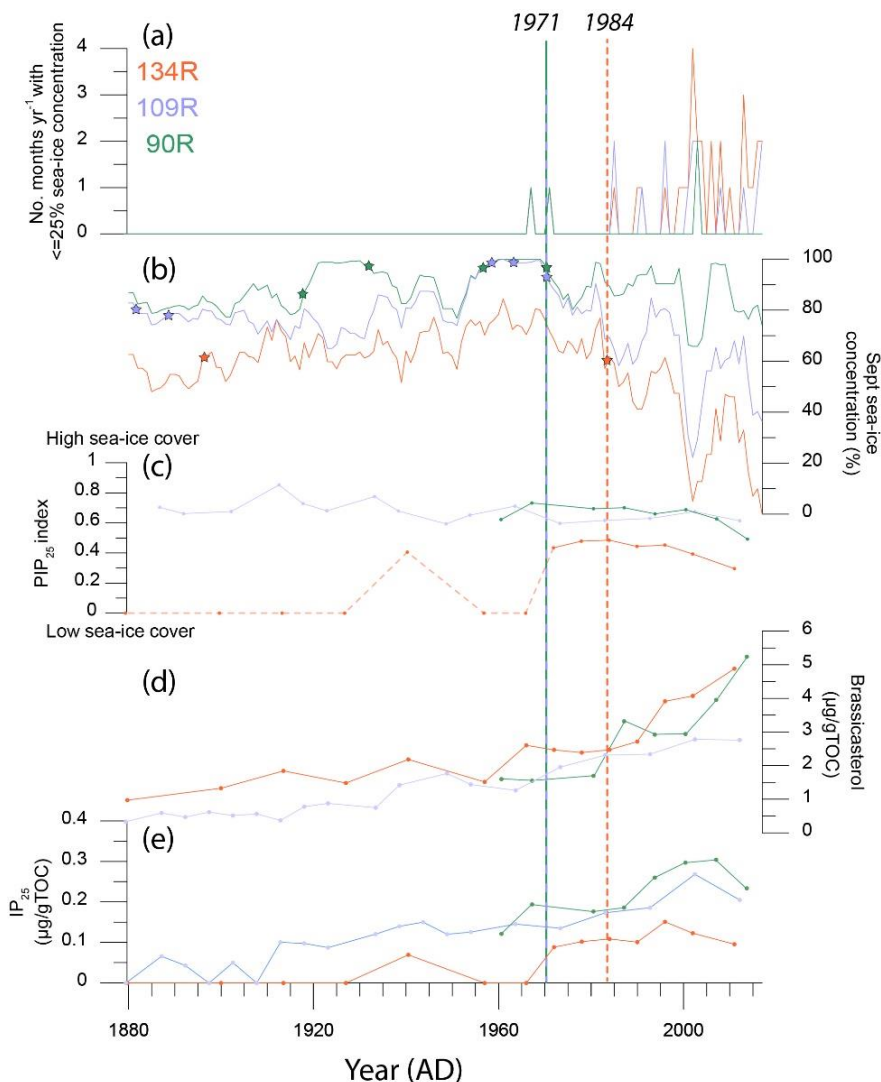 1971 1984
(a)
134R
109R
90R
No. months yr⁻¹ with
<=25% sea-ice concentration
4
3
2
1
0
(b)
100
80
60
40
20
0
Sept sea-ice
concentration (%)
High sea-ice cover
(c)
1
0.8
0.6
0.4
0.2
0
PIP₂₅ index
Low sea-ice cover
(d)
6
5
4
3
2
1
0
Brassicasterol
(µg/gTOC)
(e)
0.4
0.3
0.2
0.1
0
IP₂₅
(µg/gTOC)
1880 1920 1960 2000
Year (AD)